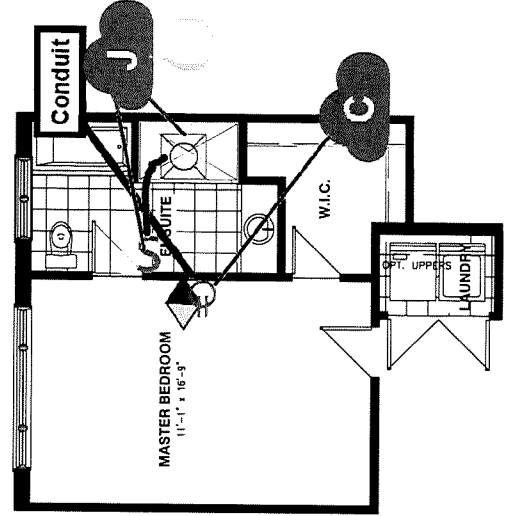 Conduit
J
C
ENSUITE
W.I.C.
OPT. UPPERS
LAUNDRY
MASTER BEDROOM
11'-1" x 16'-9"